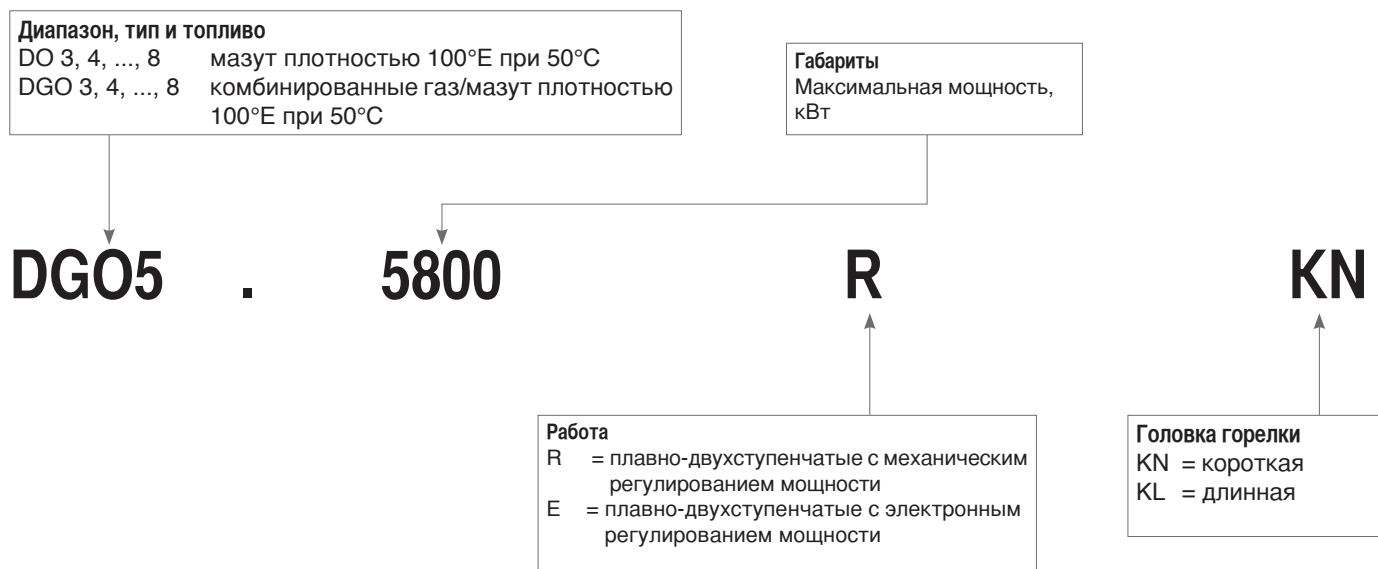 Диапазон, тип и топливо
DO 3, 4, ..., 8 мазут плотностью 100°E при 50°C
DGO 3, 4, ..., 8 комбинированные газ/мазут плотностью
100°E при 50°C
Габариты
Максимальная мощность,
кВт
DGO5 . 5800 R KN
Работа
R = плавно-двухступенчатые с механическим
регулированием мощности
E = плавно-двухступенчатые с электронным
регулированием мощности
Головка горелки
KN = короткая
KL = длинная